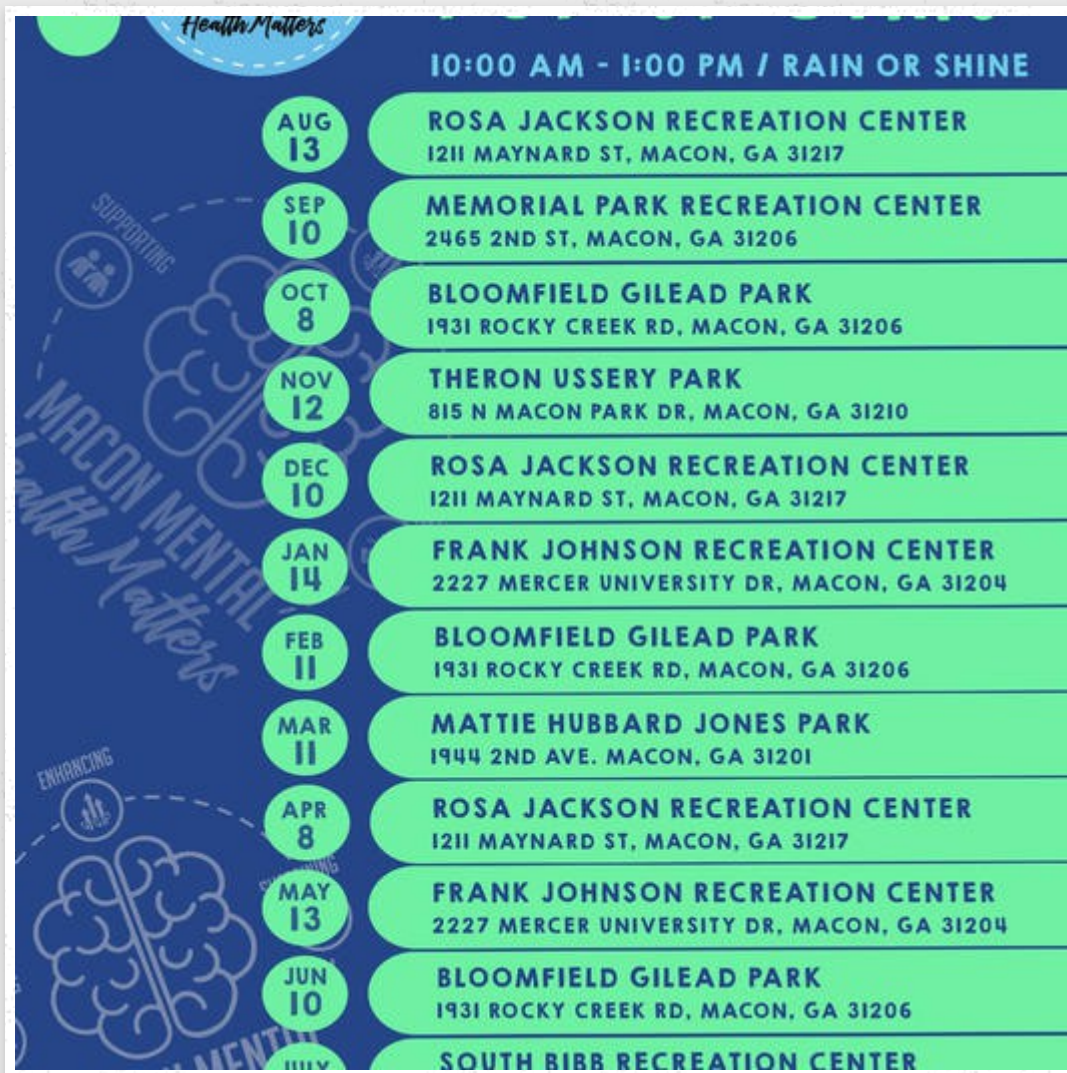 Health Matters
10:00 AM - 1:00 PM / RAIN OR SHINE
AUG
13
ROSA JACKSON RECREATION CENTER
1211 MAYNARD ST, MACON, GA 31217
SEP
10
MEMORIAL PARK RECREATION CENTER
2465 2ND ST, MACON, GA 31206
SUPPORTING
OCT
8
BLOOMFIELD GILEAD PARK
1931 ROCKY CREEK RD, MACON, GA 31206
NOV
12
THERON USSERY PARK
815 N MACON PARK DR, MACON, GA 31210
DEC
10
ROSA JACKSON RECREATION CENTER
1211 MAYNARD ST, MACON, GA 31217
MACON MENTAL
Health Matters
JAN
14
FRANK JOHNSON RECREATION CENTER
2227 MERCER UNIVERSITY DR, MACON, GA 31204
FEB
11
BLOOMFIELD GILEAD PARK
1931 ROCKY CREEK RD, MACON, GA 31206
MAR
11
MATTIE HUBBARD JONES PARK
1944 2ND AVE. MACON, GA 31201
ENHANCING
APR
8
ROSA JACKSON RECREATION CENTER
1211 MAYNARD ST, MACON, GA 31217
MAY
13
FRANK JOHNSON RECREATION CENTER
2227 MERCER UNIVERSITY DR, MACON, GA 31204
JUN
10
BLOOMFIELD GILEAD PARK
1931 ROCKY CREEK RD, MACON, GA 31206
MENTAL
JULY
SOUTH BIBB RECREATION CENTER